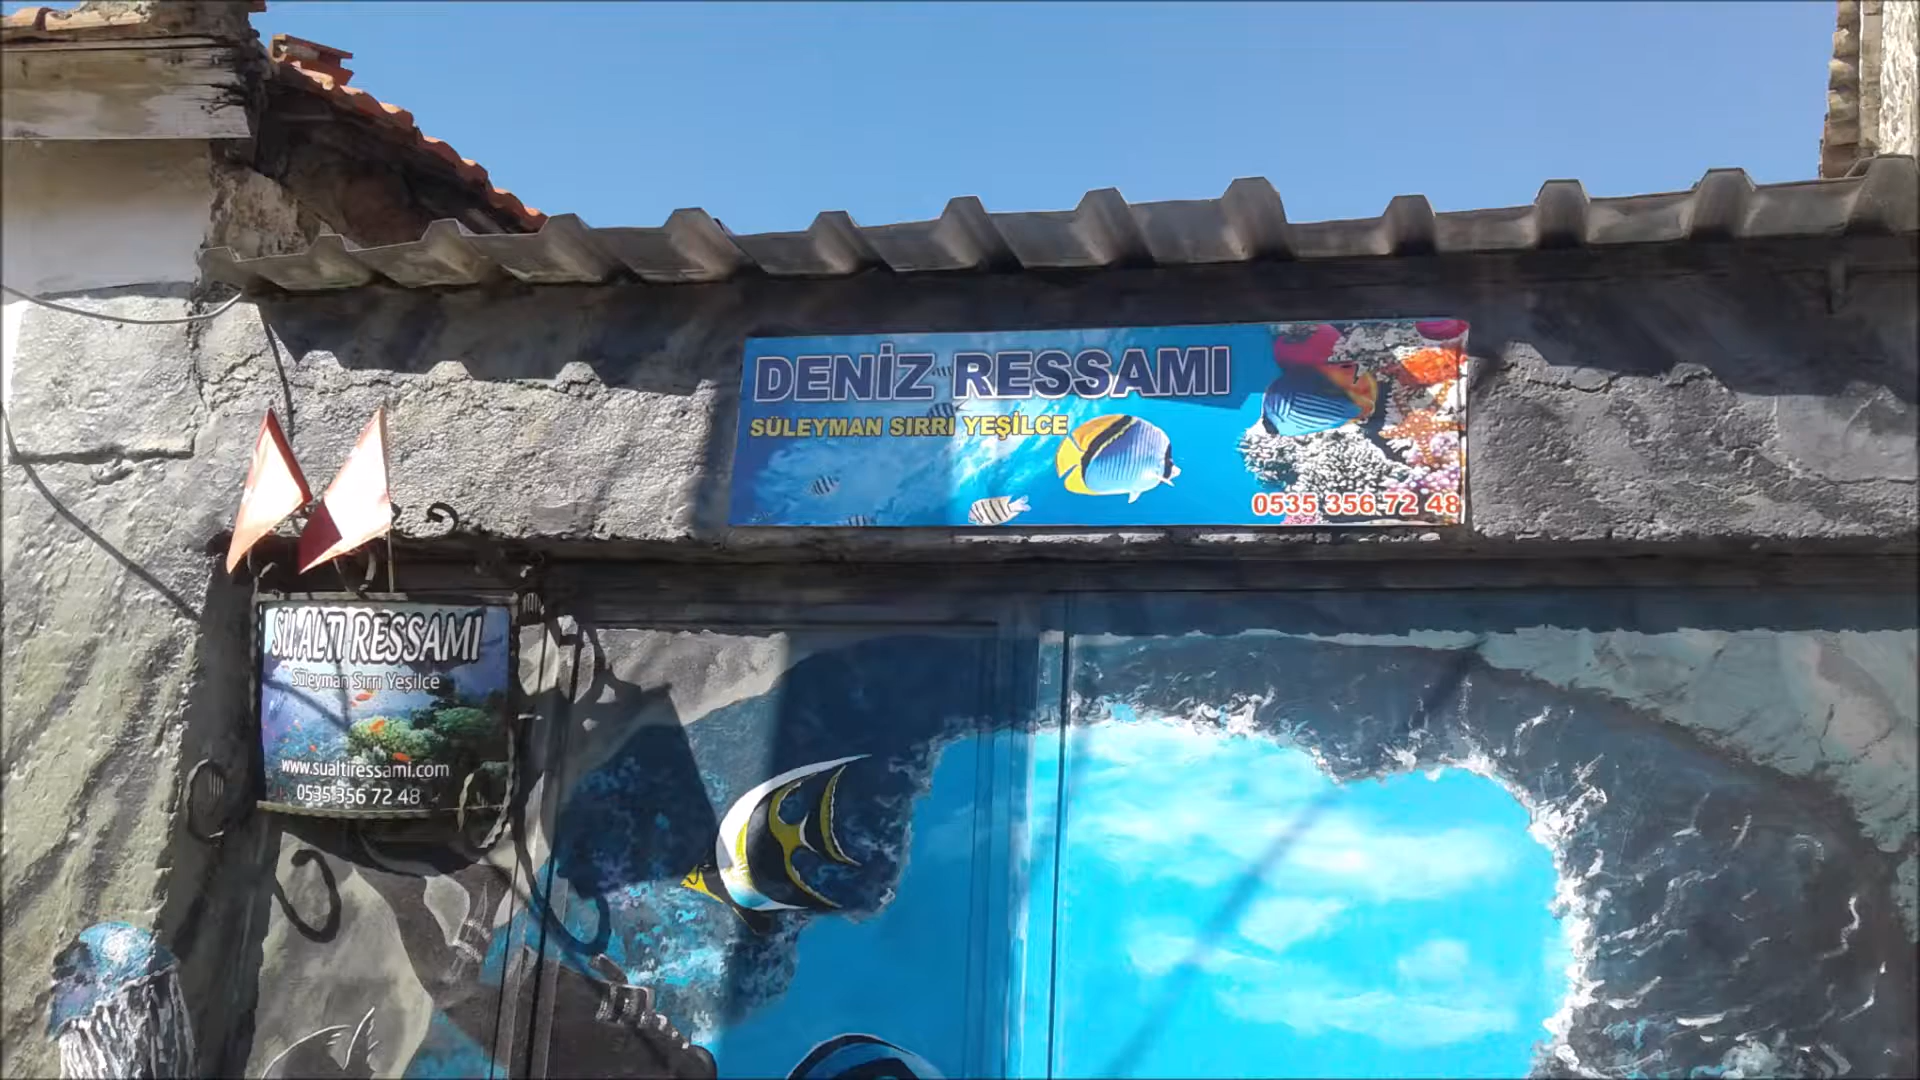 DENİZ RESSAMI
SÜLEYMAN SIRRI YEŞİLCE
0535 356 72 48
SU ALTI RESSAMI
Süleyman Sırrı Yeşilce
www.sualtiressami.com
0535 356 72 48